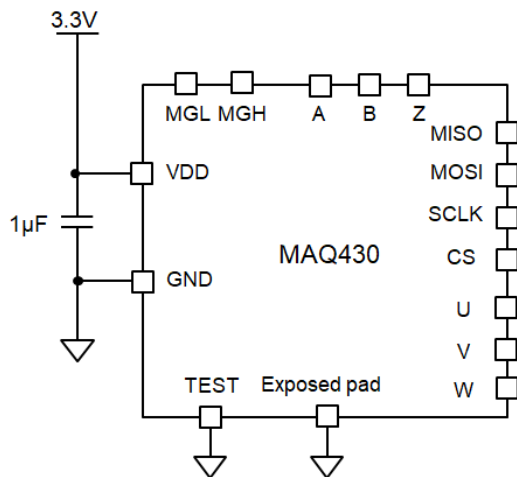 3.3V
MGL MGH A B Z
MISO
VDD
MOSI
SCLK
1µF
MAQ430
CS
GND
U
V
TEST Exposed pad
W